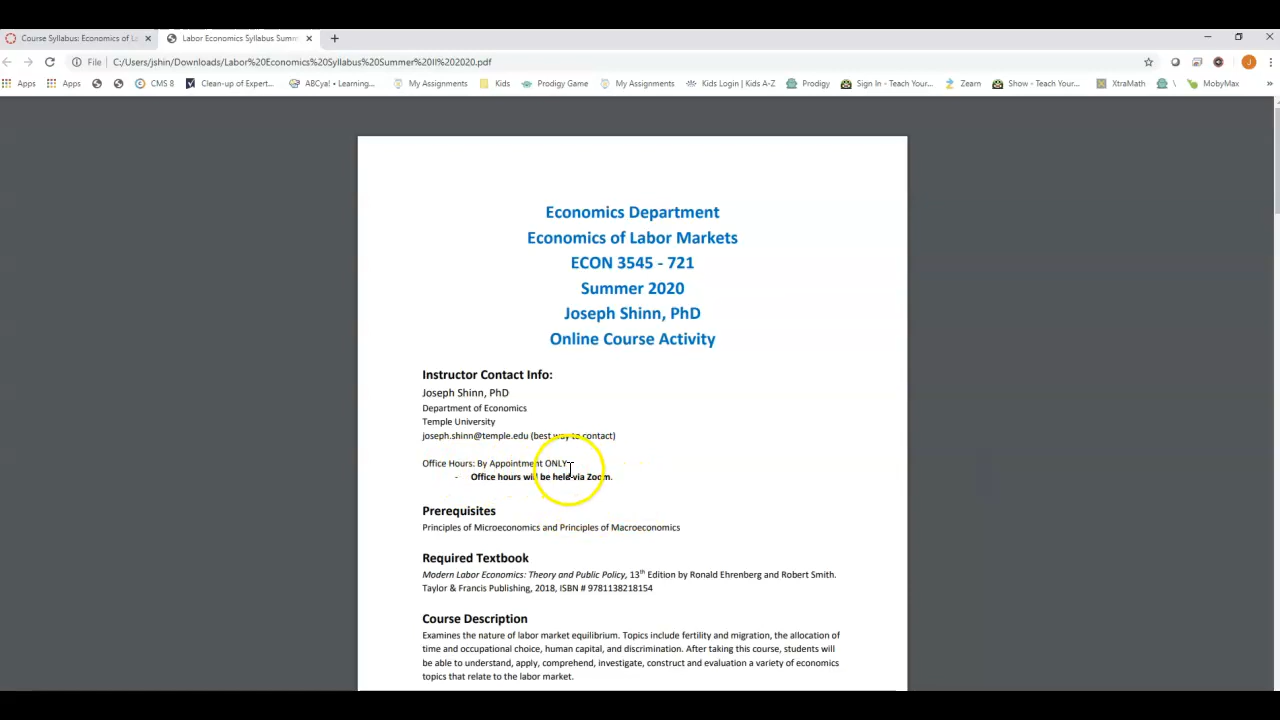 Course Syllabus: Economics of La
Labor Economics Syllabus Summ
File
C:/Users/jshin/Downloads/Labor%20Economics%20Syllabus%20Summer%20II%202020.pdf
J
Apps
Apps
CMS 8
Clean-up of Expert...
ABCya! • Learning...
My Assignments
Kids
Prodigy Game
My Assignments
Kids Login | Kids A-Z
Prodigy
Sign In - Teach Your...
Zearn
Show - Teach Your...
XtraMath
\
MobyMax
»
Economics Department
Economics of Labor Markets
ECON 3545 - 721
Summer 2020
Joseph Shinn, PhD
Online Course Activity
Instructor Contact Info:
Joseph Shinn, PhD
Department of Economics
Temple University
joseph.shinn@temple.edu (best way to contact)
Office Hours: By Appointment ONLY
- Office hours will be held via Zoom.
Prerequisites
Principles of Microeconomics and Principles of Macroeconomics
Required Textbook
Modern Labor Economics: Theory and Public Policy, 13th Edition by Ronald Ehrenberg and Robert Smith.
Taylor & Francis Publishing, 2018, ISBN # 9781138218154
Course Description
Examines the nature of labor market equilibrium. Topics include fertility and migration, the allocation of
time and occupational choice, human capital, and discrimination. After taking this course, students will
be able to understand, apply, comprehend, investigate, construct and evaluation a variety of economics
topics that relate to the labor market.